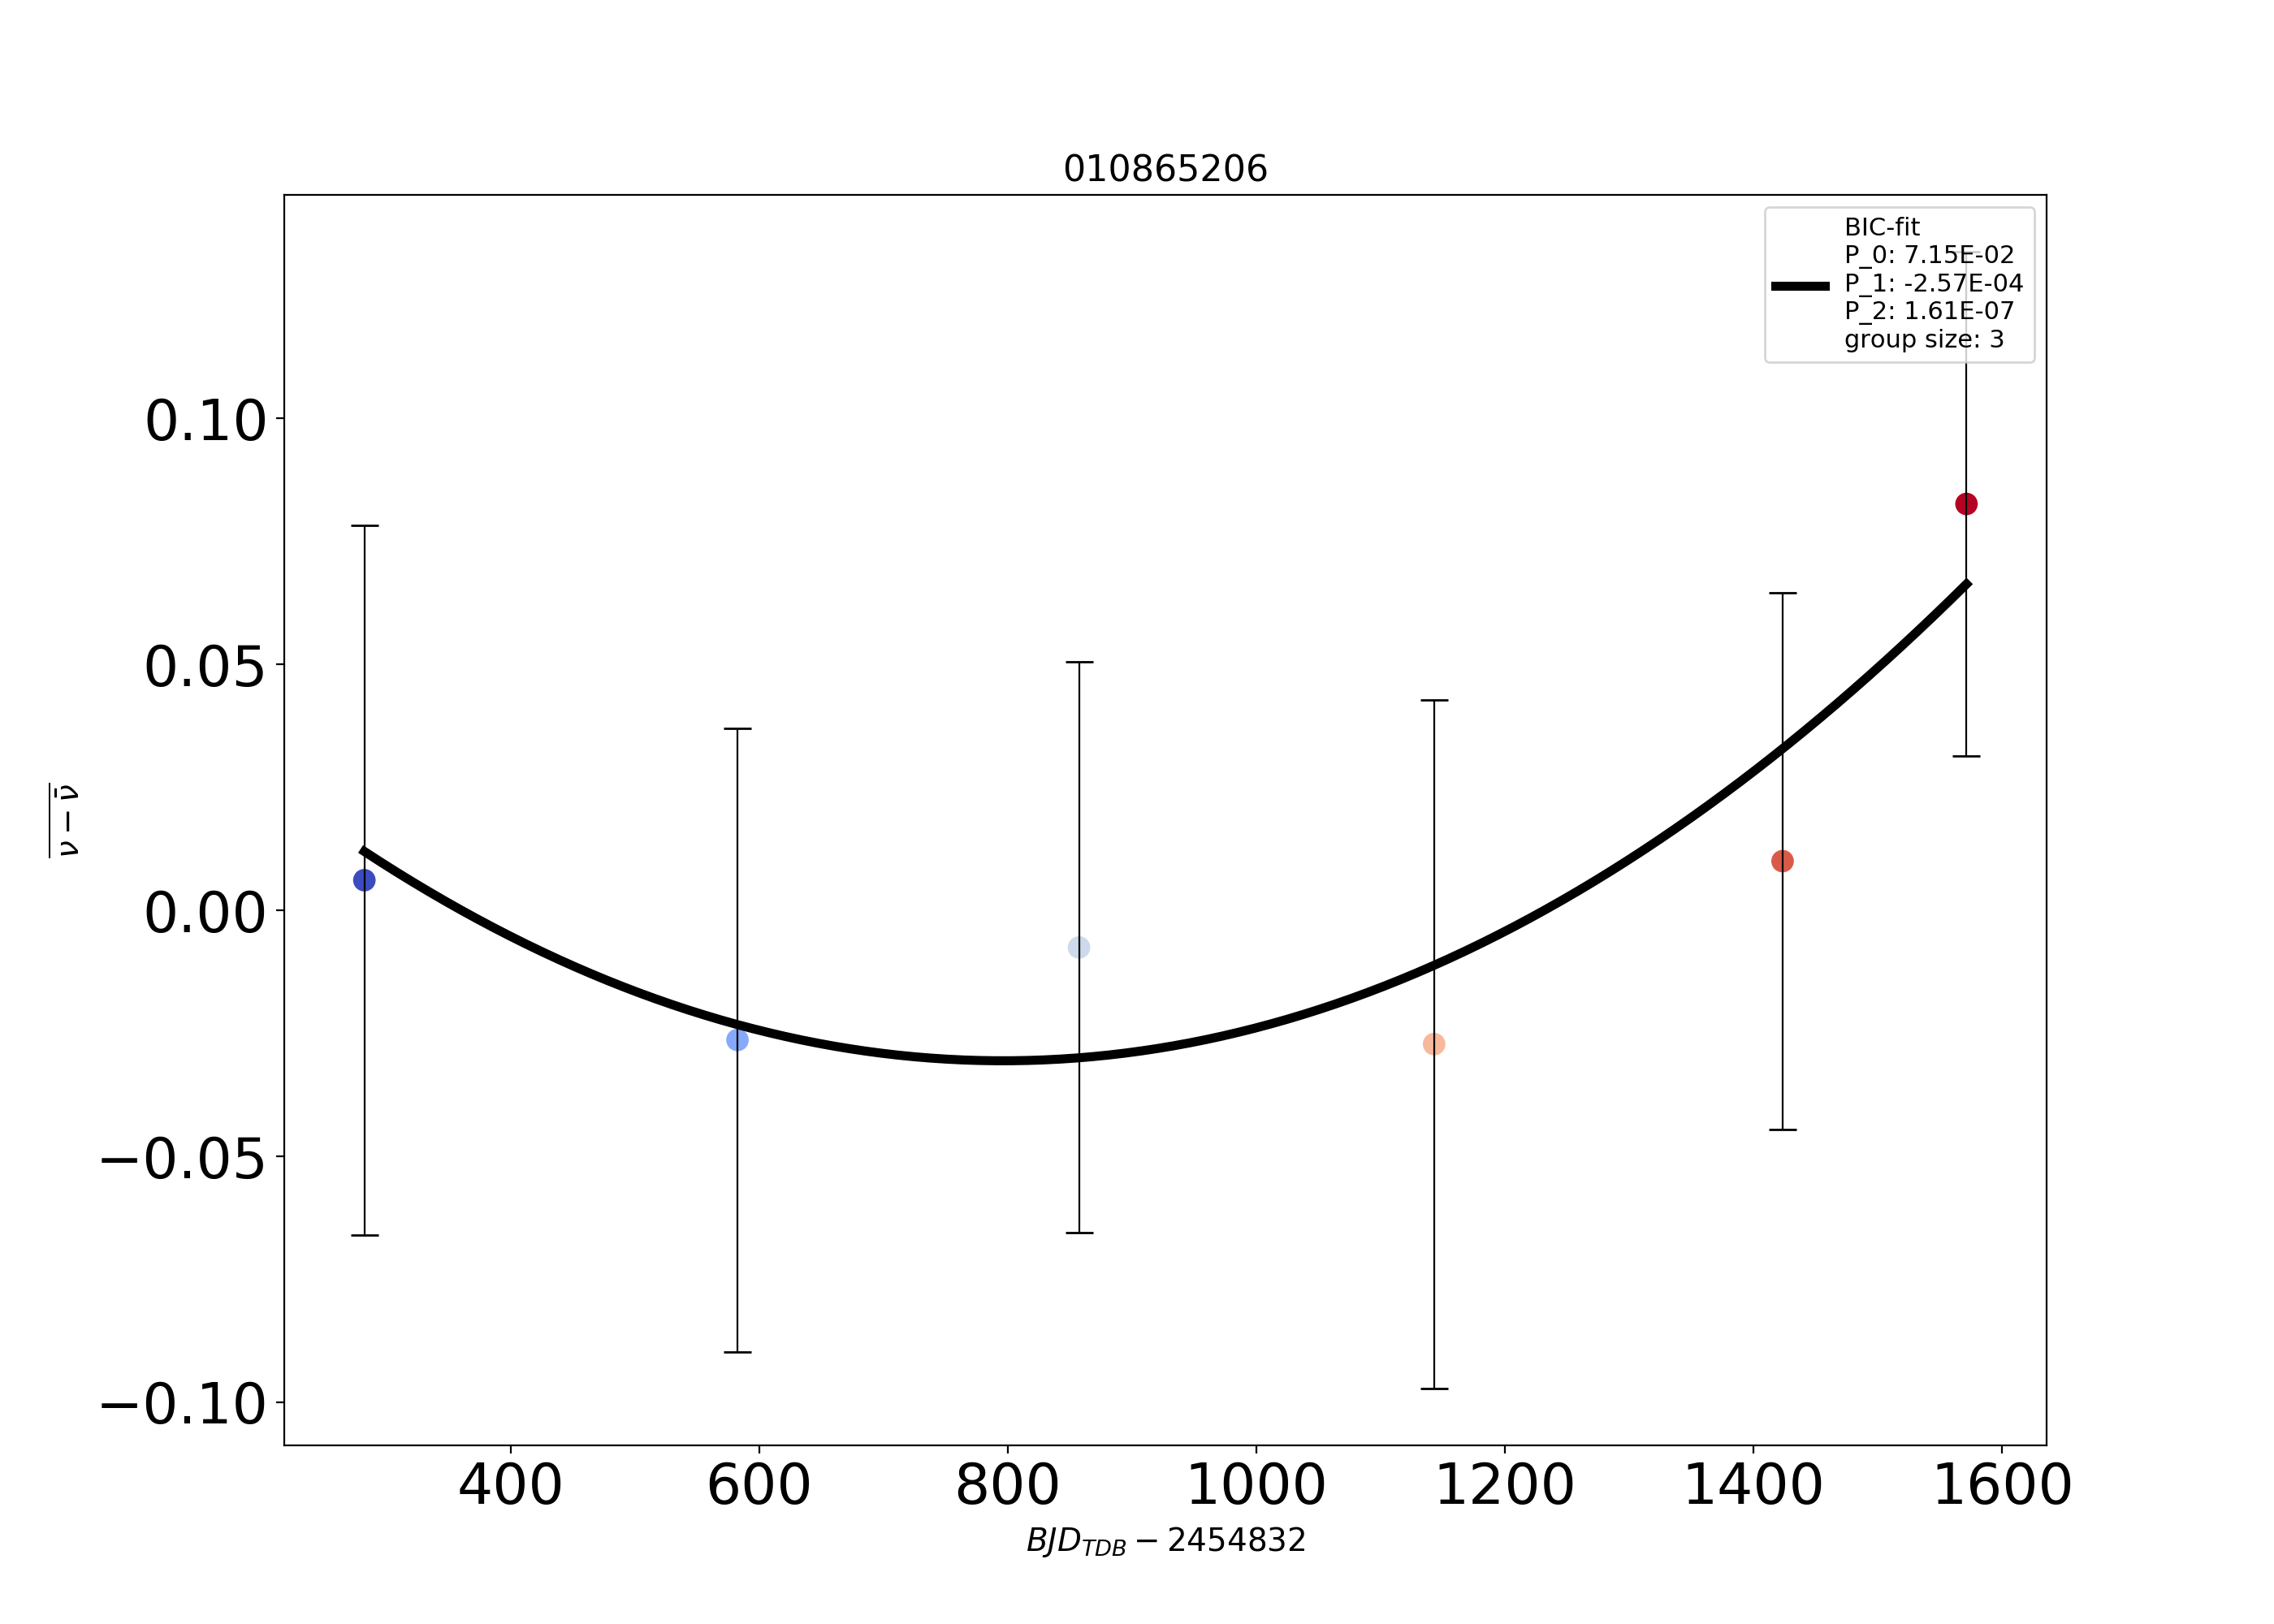 010865206
BIC-fit
P_0: 7.15E-02
P_1: -2.57E-04
P_2: 1.61E-07
group size: 3
0.10
0.05
0.00
−0.05
−0.10
ν − ν̄
400 600 800 1000 1200 1400 1600
BJD_TDB − 2454832